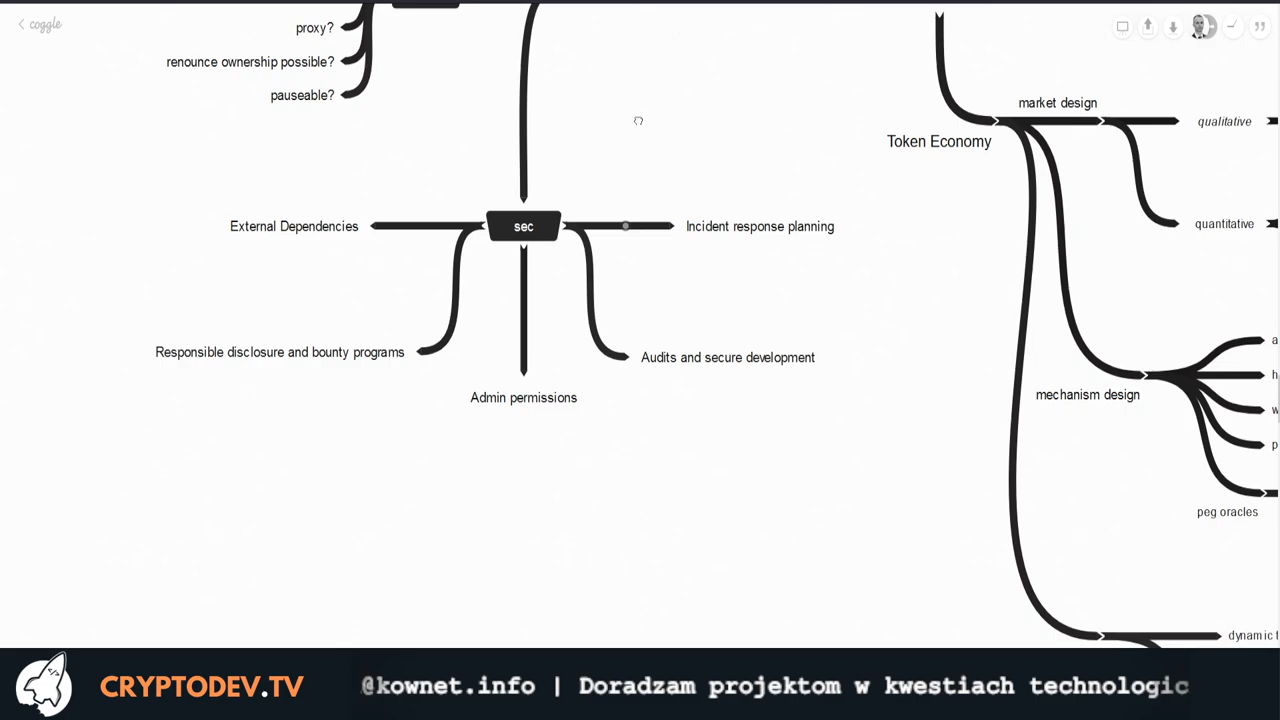 coggle
proxy?
renounce ownership possible?
pauseable?
market design
qualitative
Token Economy
External Dependencies
sec
Incident response planning
quantitative
Responsible disclosure and bounty programs
Audits and secure development
Admin permissions
mechanism design
peg oracles
dynamic
CRYPTODEV.TV
@kownet.info | Doradzam projektom w kwestiach technologic